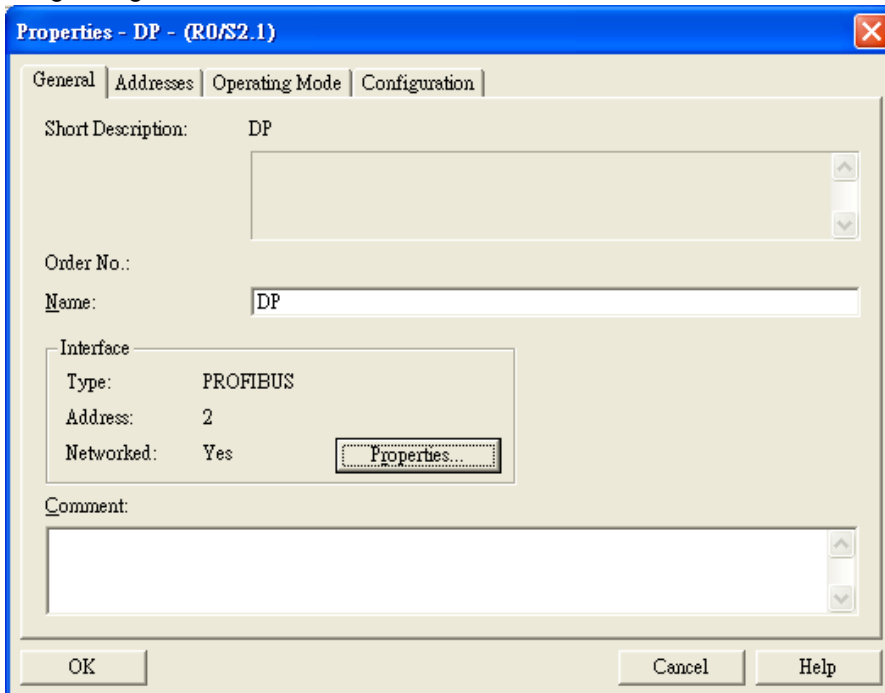 Properties - DP - (R0/S2.1)
General Addresses Operating Mode Configuration
Short Description: DP
Order No.:
Name: DP
Interface
Type: PROFIBUS
Address: 2
Networked: Yes Properties...
Comment:
OK Cancel Help